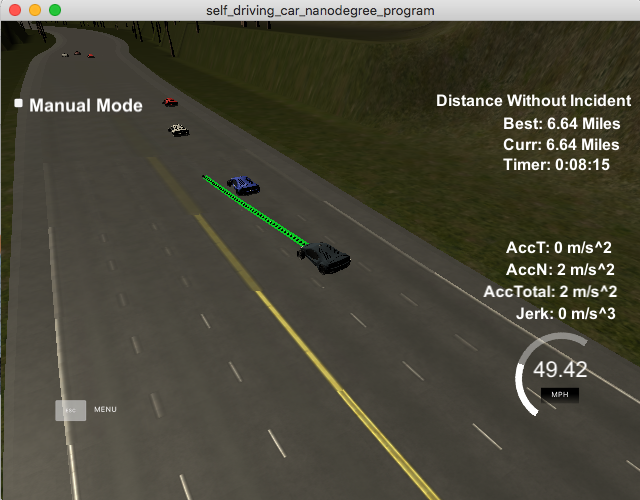 self_driving_car_nanodegree_program
Manual Mode
Distance Without Incident
Best: 6.64 Miles
Curr: 6.64 Miles
Timer: 0:08:15
AccT: 0 m/s^2
AccN: 2 m/s^2
AccTotal: 2 m/s^2
Jerk: 0 m/s^3
49.42
MPH
ESC MENU